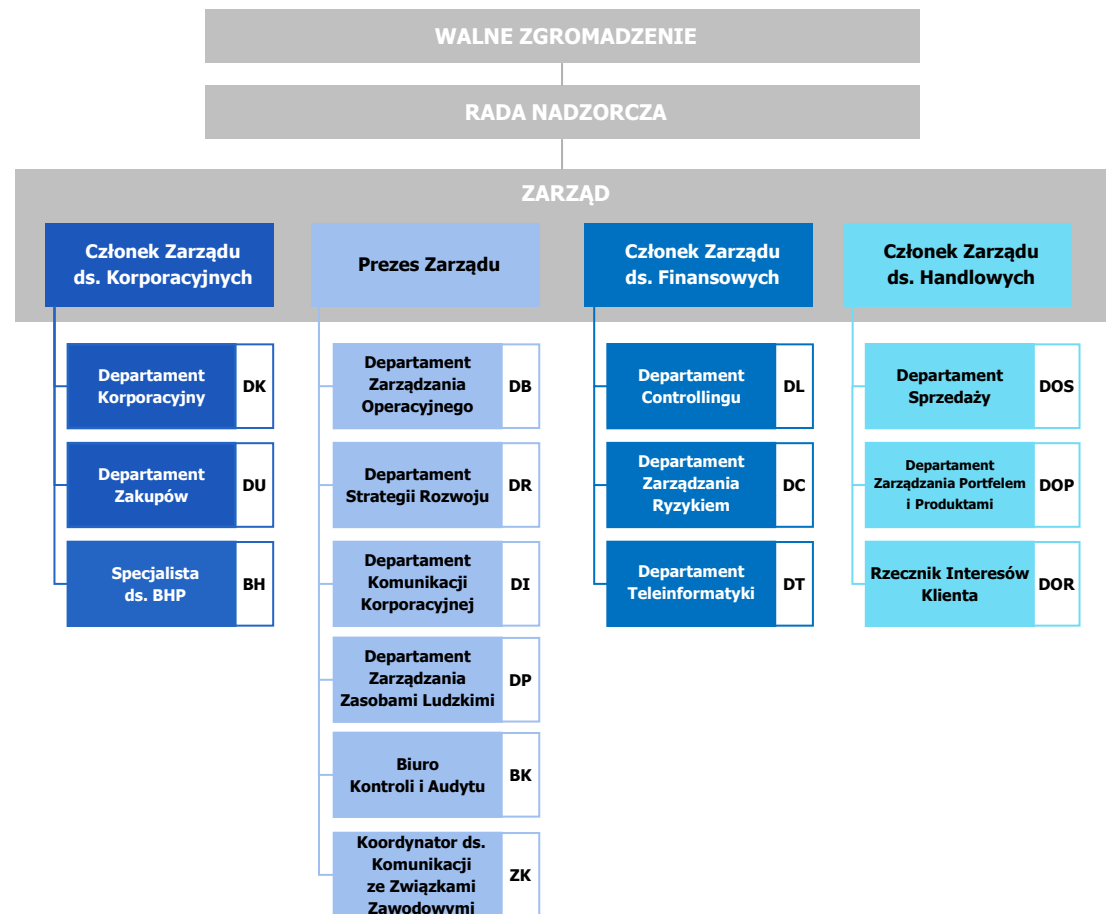 WALNE ZGROMADZENIE
RADA NADZORCZA
ZARZĄD
Członek Zarządu
ds. Korporacyjnych
Departament
Korporacyjny
DK
Departament
Zakupów
DU
Specjalista
ds. BHP
BH
Prezes Zarządu
Departament
Zarządzania
Operacyjnego
DB
Departament
Strategii Rozwoju
DR
Departament
Komunikacji
Korporacyjnej
DI
Departament
Zarządzania
Zasobami Ludzkimi
DP
Biuro
Kontroli i Audytu
BK
Koordynator ds.
Komunikacji
ze Związkami
Zawodowymi
ZK
Członek Zarządu
ds. Finansowych
Departament
Controllingu
DL
Departament
Zarządzania
Ryzykiem
DC
Departament
Teleinformatyki
DT
Członek Zarządu
ds. Handlowych
Departament
Sprzedaży
DOS
Departament
Zarządzania Portfelem
i Produktami
DOP
Rzecznik Interesów
Klienta
DOR